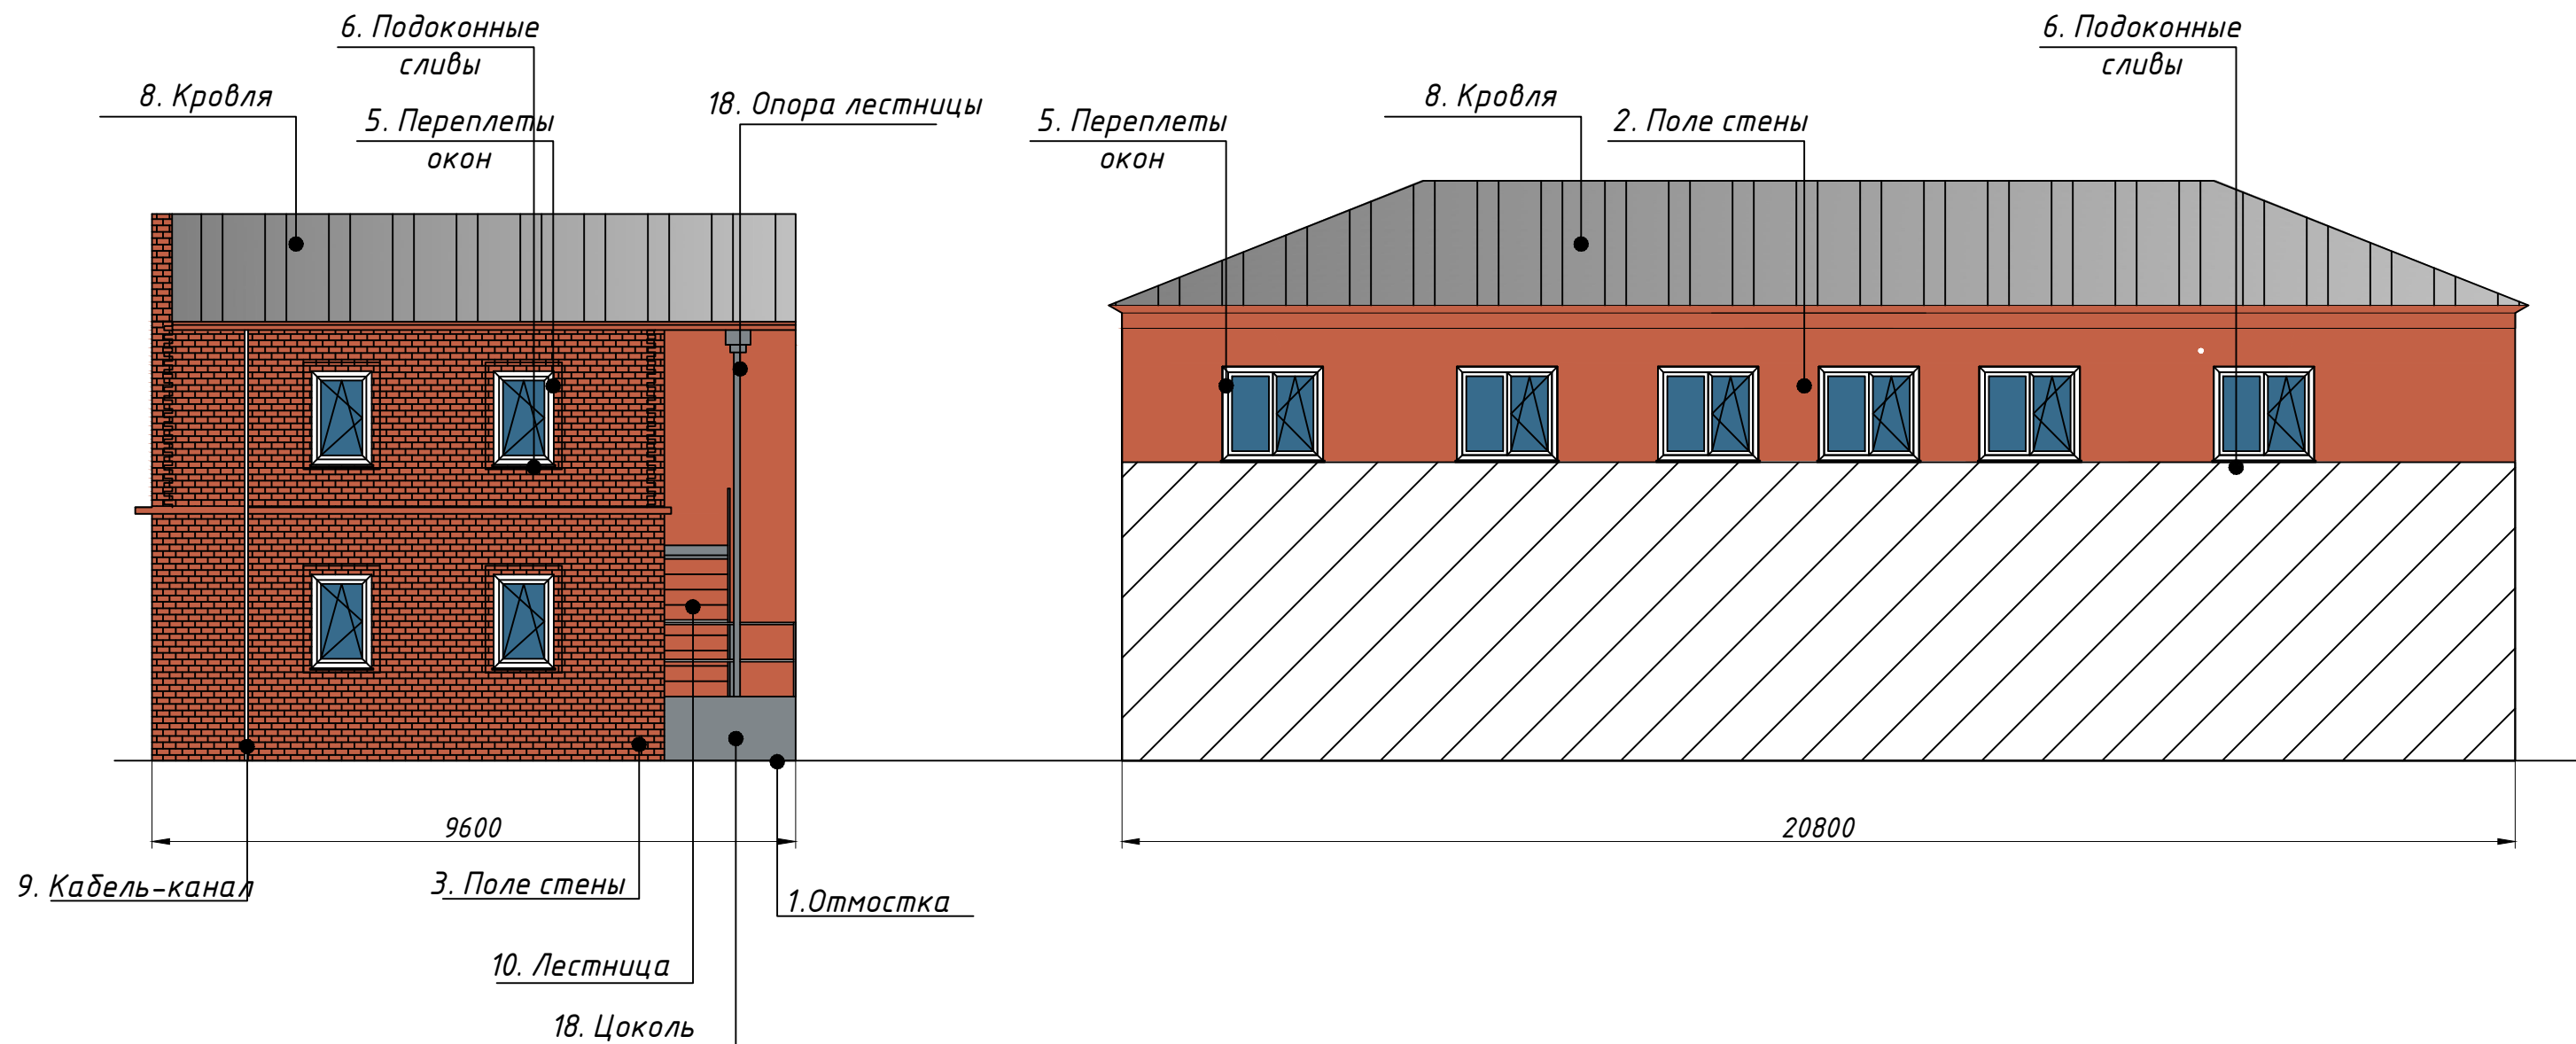 6. Подоконные
сливы
8. Кровля
5. Переплеты
окон
18. Опора лестницы
5. Переплеты
окон
8. Кровля
2. Поле стены
6. Подоконные
сливы
9600
20800
9. Кабель-канал
3. Поле стены
1.Отмостка
10. Лестница
18. Цоколь